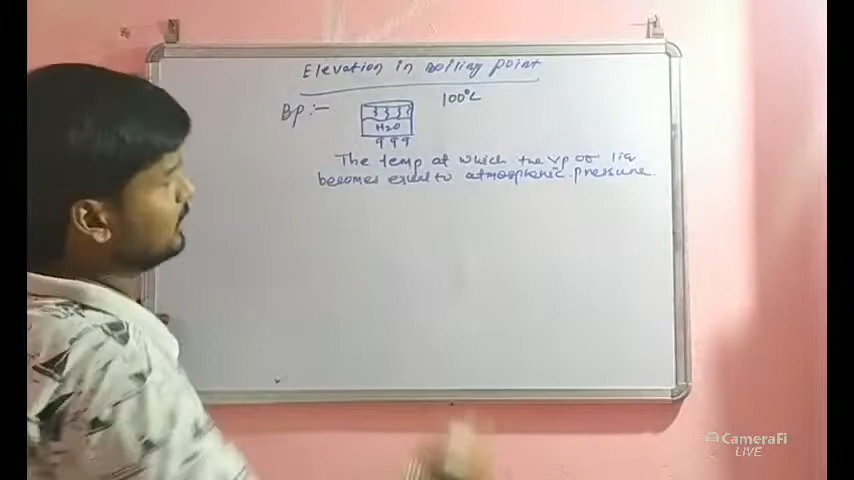 Elevation in Boiling point
Bp :-
100°C
H2O
The temp at which the vp of liq
becomes equal to atmospheric pressure.
CameraFi
LIVE